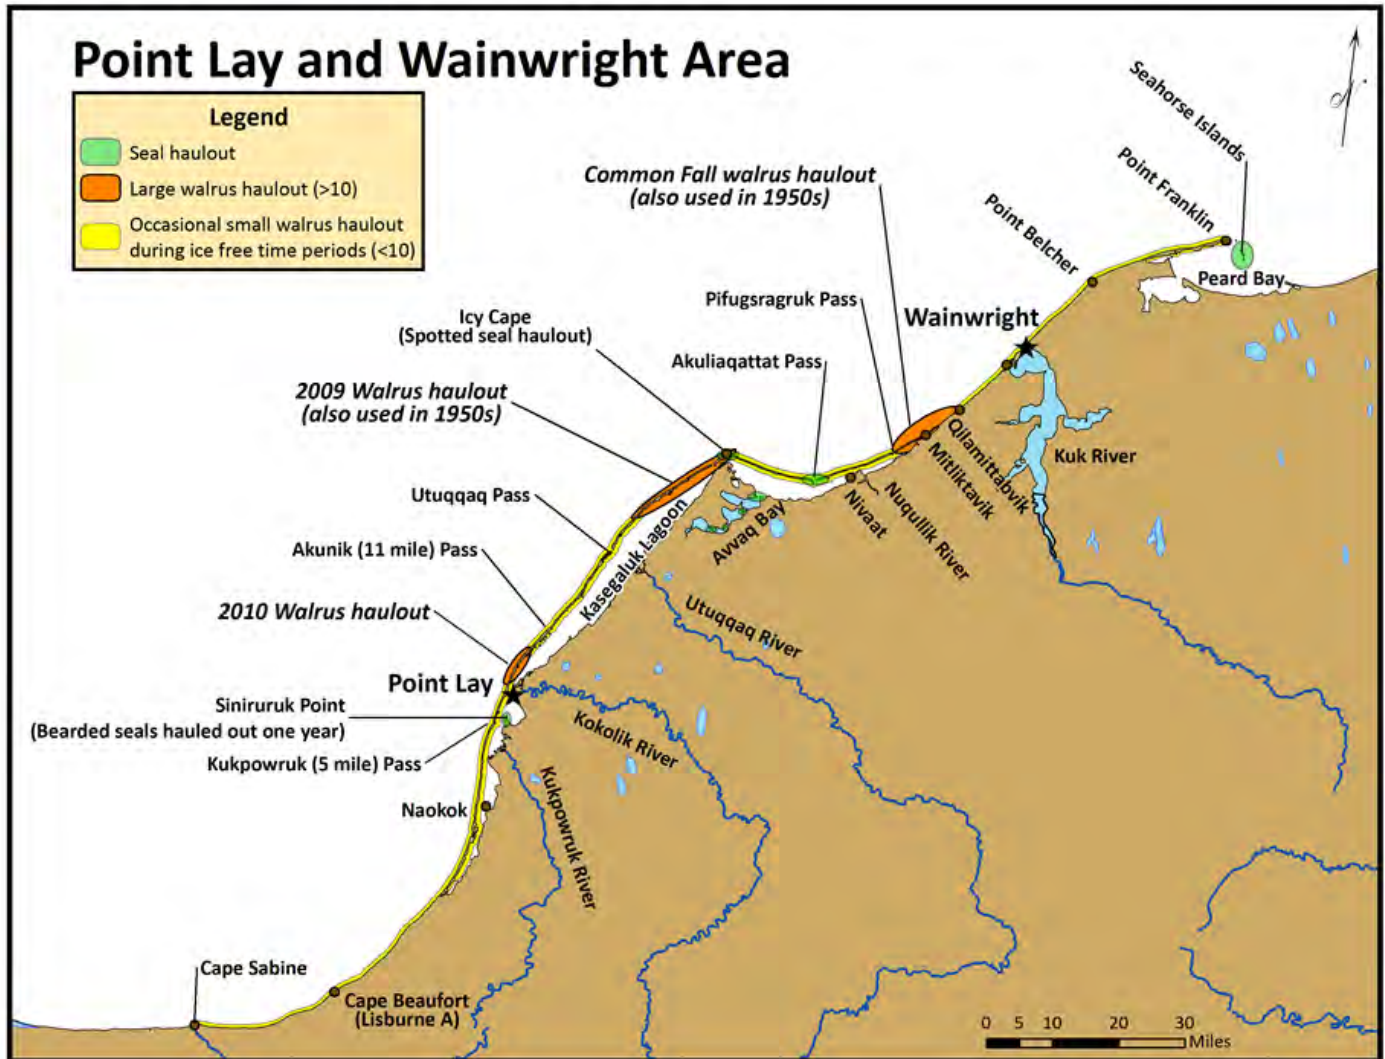 Point Lay and Wainwright Area
Legend
Seal haulout
Large walrus haulout (>10)
Occasional small walrus haulout
during ice free time periods (<10)
N
Seahorse Islands
Point Franklin
Common Fall walrus haulout
(also used in 1950s)
Point Belcher
Peard Bay
Pifugsragruk Pass
Wainwright
Icy Cape
(Spotted seal haulout)
Akuliaqattat Pass
2009 Walrus haulout
(also used in 1950s)
Qilamittabvik
Mitliktavik
Kuk River
Utuqqaq Pass
Nuqullik River
Nivaat
Avvaq Bay
Kasegaluk Lagoon
Akunik (11 mile) Pass
2010 Walrus haulout
Utuqqaq River
Point Lay
Siniruruk Point
(Bearded seals hauled out one year)
Kokolik River
Kukpowruk (5 mile) Pass
Kukpowruk River
Naokok
Cape Sabine
Cape Beaufort
(Lisburne A)
0 5 10 20 30
Miles